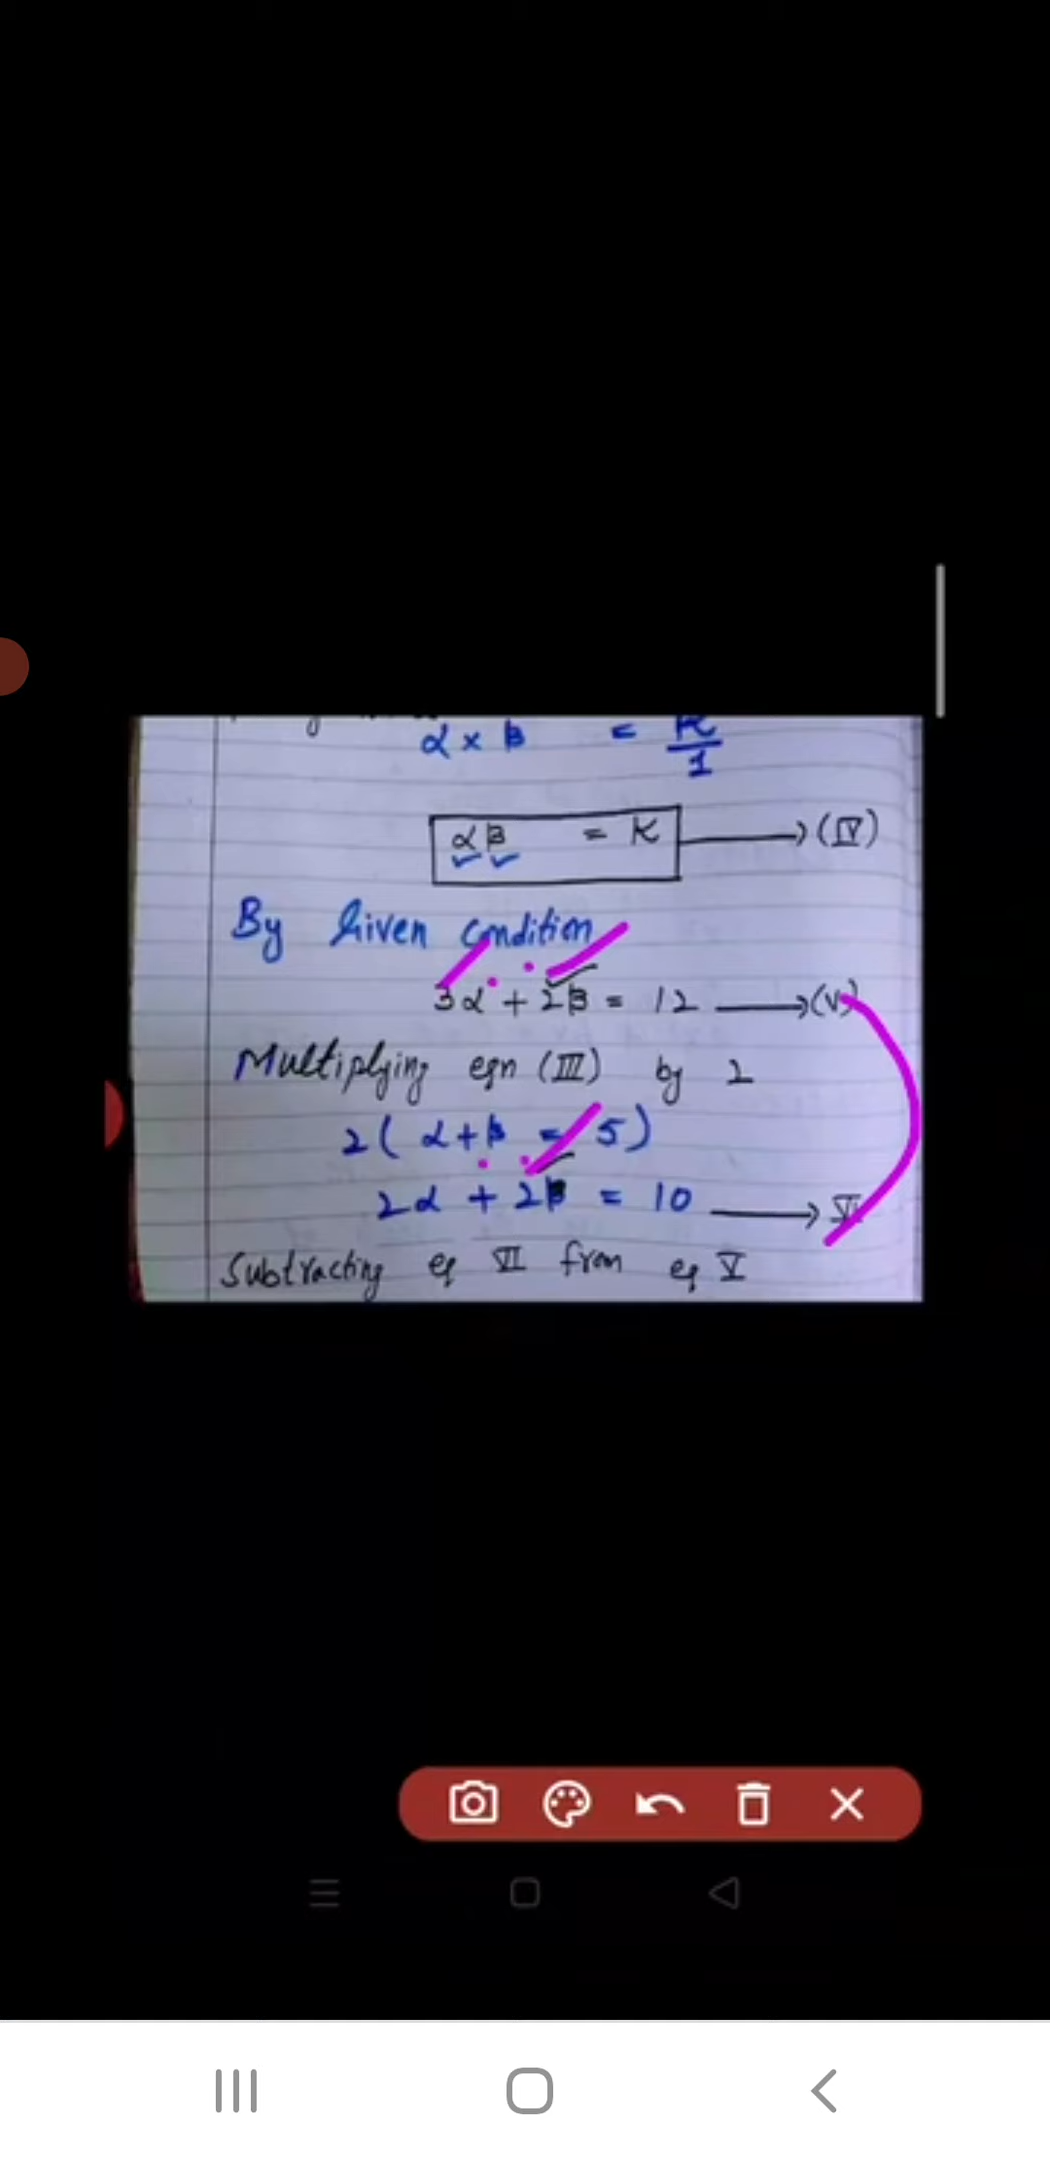 α × β = K/1
αβ = K → (IV)
By Given Condition
3α + 2β = 12 → (V)
Multiplying eqn (III) by 2
2( α+β = 5)
2α + 2β = 10 → VI
Subtracting eq VI from eq V